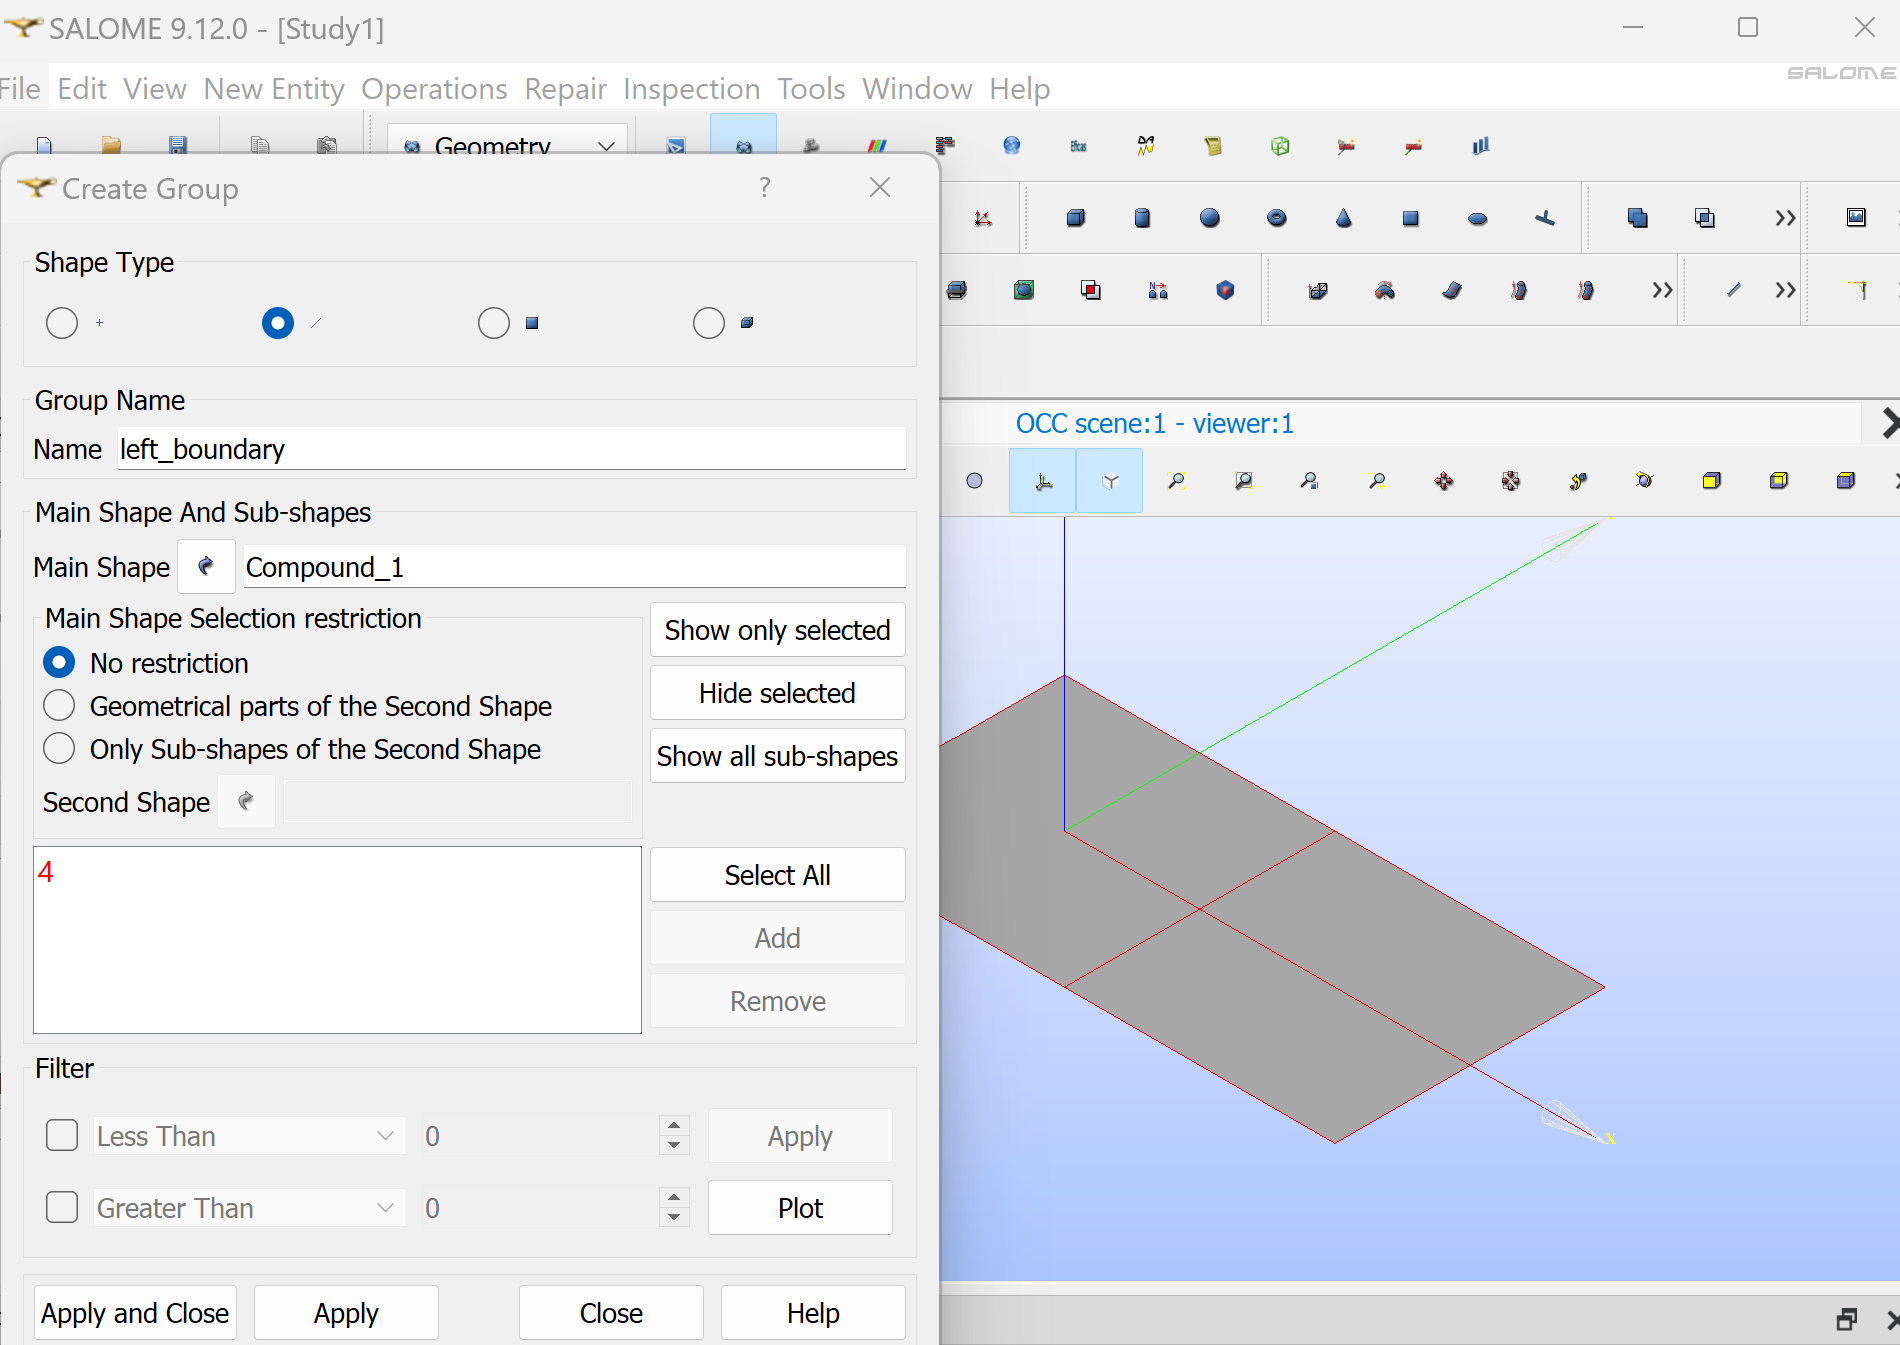 SALOME 9.12.0 - [Study1]
File Edit View New Entity Operations Repair Inspection Tools Window Help
SALOME
Geometry
Eficas
Create Group
?
Shape Type
N
Group Name
Name left_boundary
OCC scene:1 - viewer:1
Main Shape And Sub-shapes
Main Shape Compound_1
Main Shape Selection restriction
No restriction
Geometrical parts of the Second Shape
Only Sub-shapes of the Second Shape
Second Shape
Show only selected
Hide selected
Show all sub-shapes
4
Select All
Add
Remove
Filter
Less Than 0 Apply
Greater Than 0 Plot
X
Apply and Close Apply Close Help